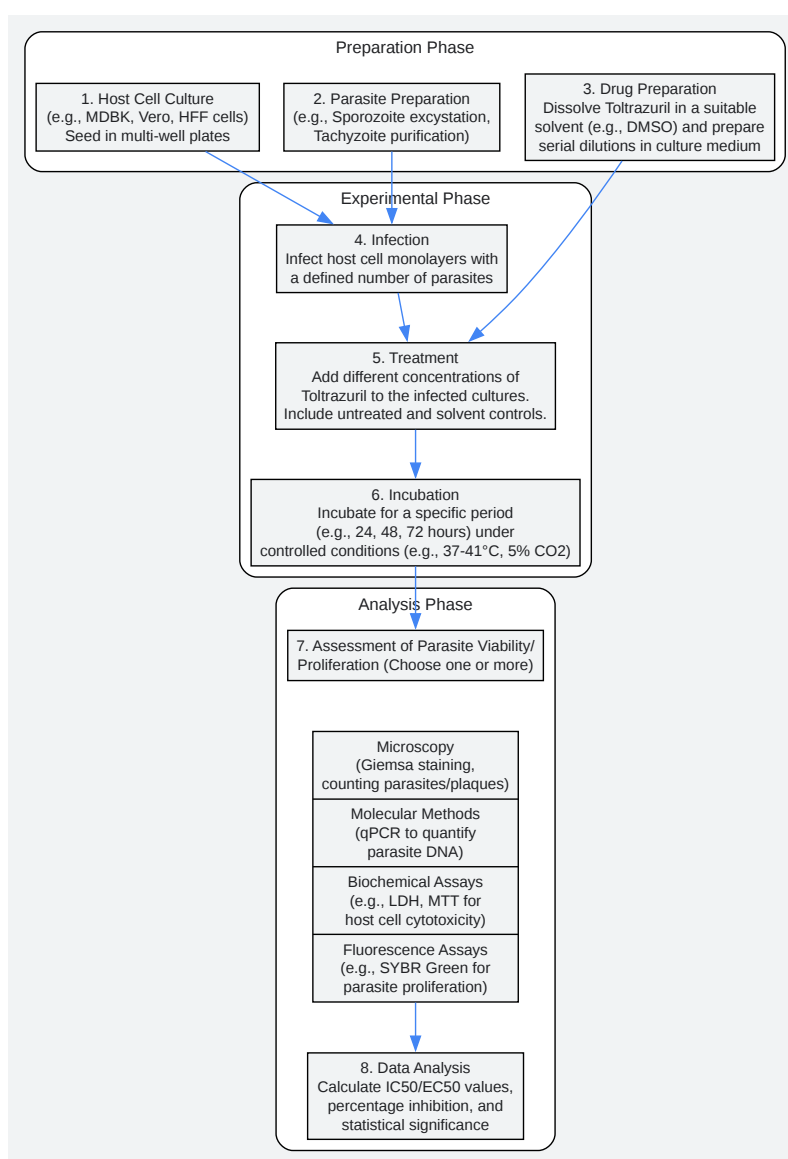 Preparation Phase
1. Host Cell Culture
(e.g., MDBK, Vero, HFF cells)
Seed in multi-well plates
2. Parasite Preparation
(e.g., Sporozoite excystation,
Tachyzoite purification)
3. Drug Preparation
Dissolve Toltrazuril in a suitable
solvent (e.g., DMSO) and prepare
serial dilutions in culture medium
Experimental Phase
4. Infection
Infect host cell monolayers with
a defined number of parasites
5. Treatment
Add different concentrations of
Toltrazuril to the infected cultures.
Include untreated and solvent controls.
6. Incubation
Incubate for a specific period
(e.g., 24, 48, 72 hours) under
controlled conditions (e.g., 37-41°C, 5% CO2)
Analysis Phase
7. Assessment of Parasite Viability/
Proliferation (Choose one or more)
Microscopy
(Giemsa staining,
counting parasites/plaques)
Molecular Methods
(qPCR to quantify
parasite DNA)
Biochemical Assays
(e.g., LDH, MTT for
host cell cytotoxicity)
Fluorescence Assays
(e.g., SYBR Green for
parasite proliferation)
8. Data Analysis
Calculate IC50/EC50 values,
percentage inhibition, and
statistical significance